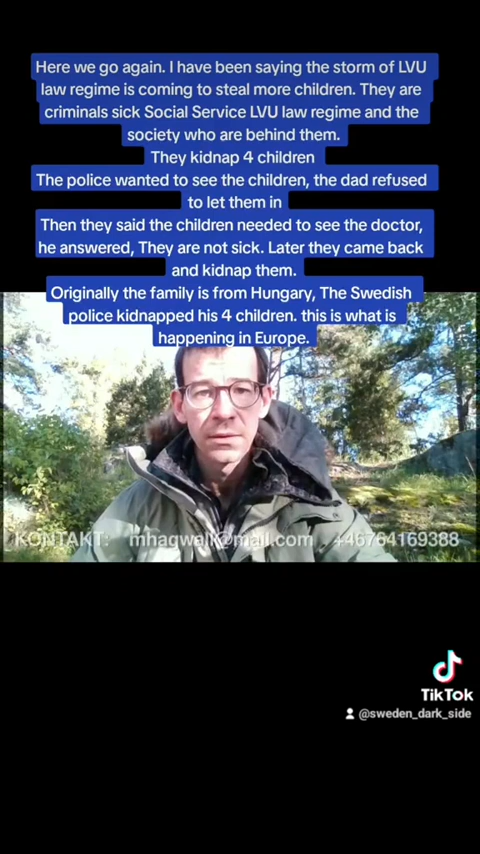 Here we go again. I have been saying the storm of LVU
law regime is coming to steal more children. They are
criminals sick Social Service LVU law regime and the
society who are behind them.
They kidnap 4 children
The police wanted to see the children, the dad refused
to let them in
Then they said the children needed to see the doctor,
he answered, They are not sick. Later they came back
and kidnap them.
Originally the family is from Hungary, The Swedish
police kidnapped his 4 children. this is what is
happening in Europe.
KONTAKT: mhagwalk@mail.com +46764169388
TikTok
@sweden_dark_side